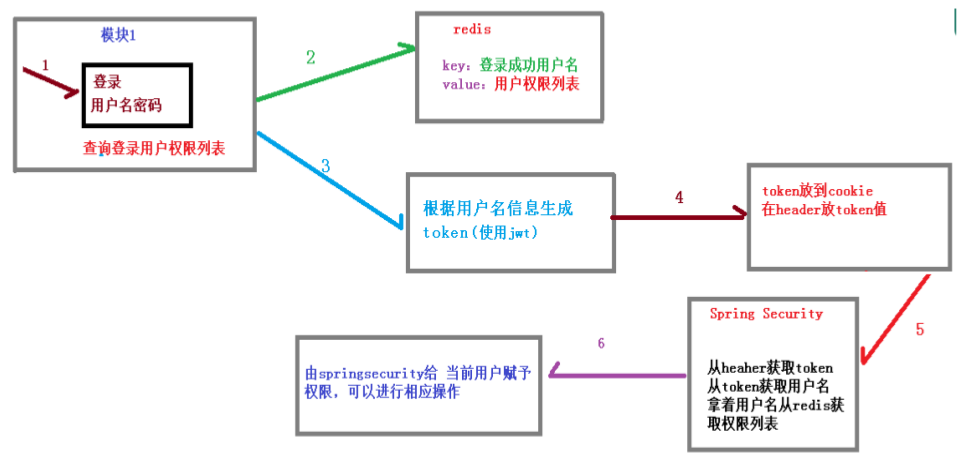 模块1
1
登录
用户名密码
查询登录用户权限列表
2
redis
key：登录成功用户名
value：用户权限列表
3
根据用户名信息生成
token(使用jwt)
4
token放到cookie
在header放token值
5
Spring Security
从heaher获取token
从token获取用户名
拿着用户名从redis获
取权限列表
6
由springsecurity给 当前用户赋予
权限，可以进行相应操作